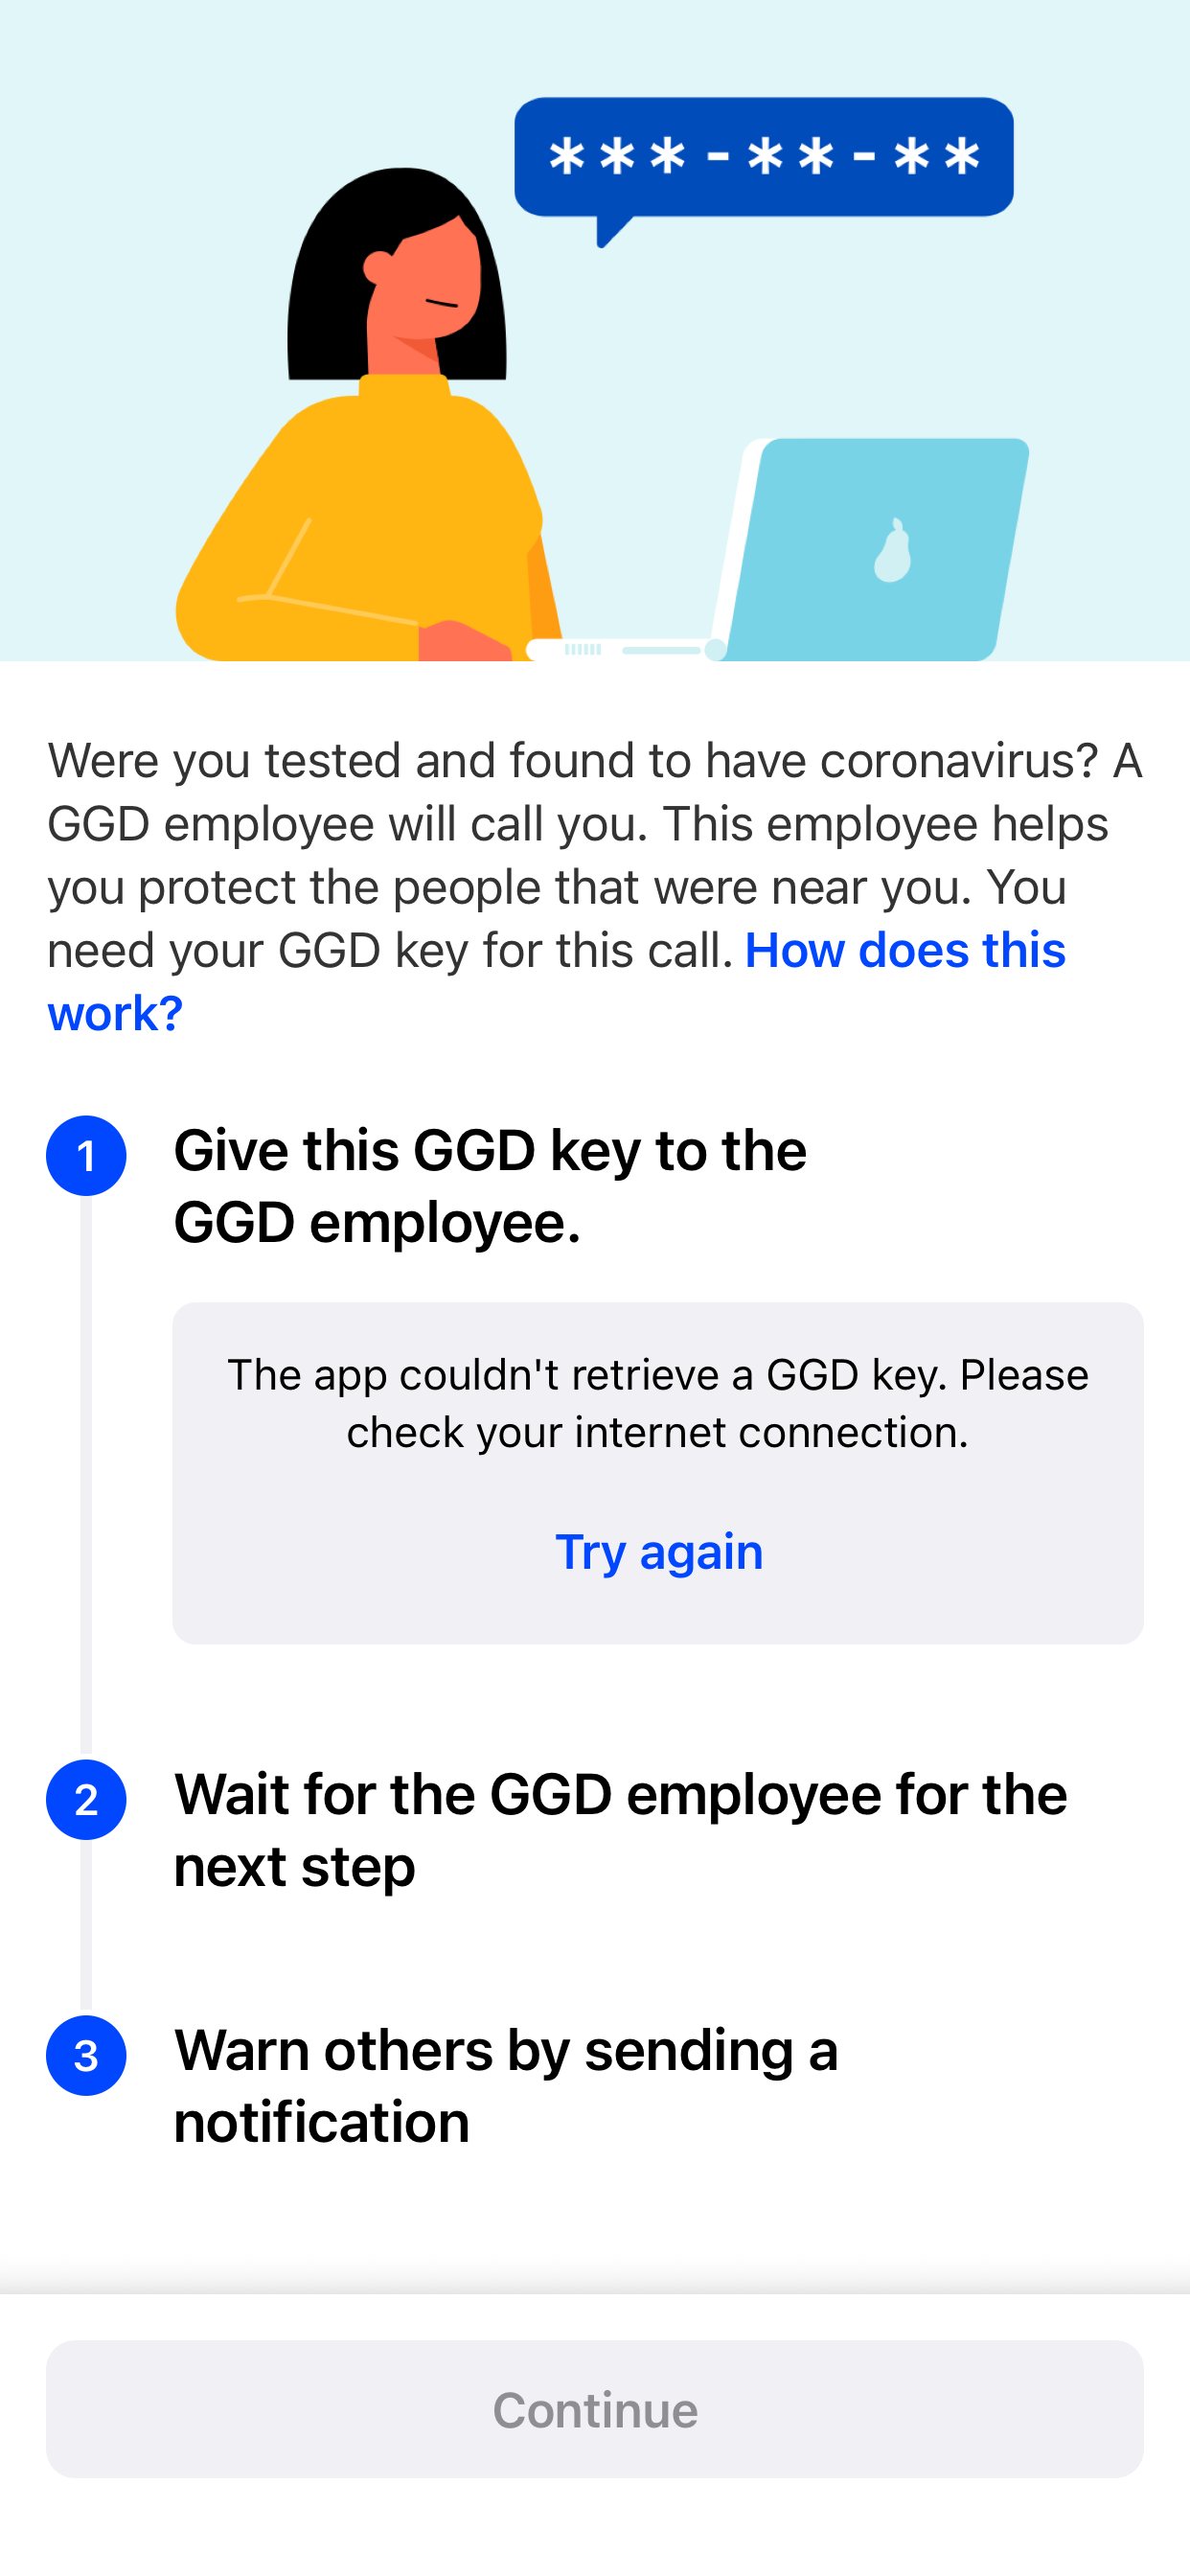 ***-**-**
Were you tested and found to have coronavirus? A
GGD employee will call you. This employee helps
you protect the people that were near you. You
need your GGD key for this call. How does this
work?
1
Give this GGD key to the
GGD employee.
The app couldn't retrieve a GGD key. Please
check your internet connection.
Try again
2
Wait for the GGD employee for the
next step
3
Warn others by sending a
notification
Continue